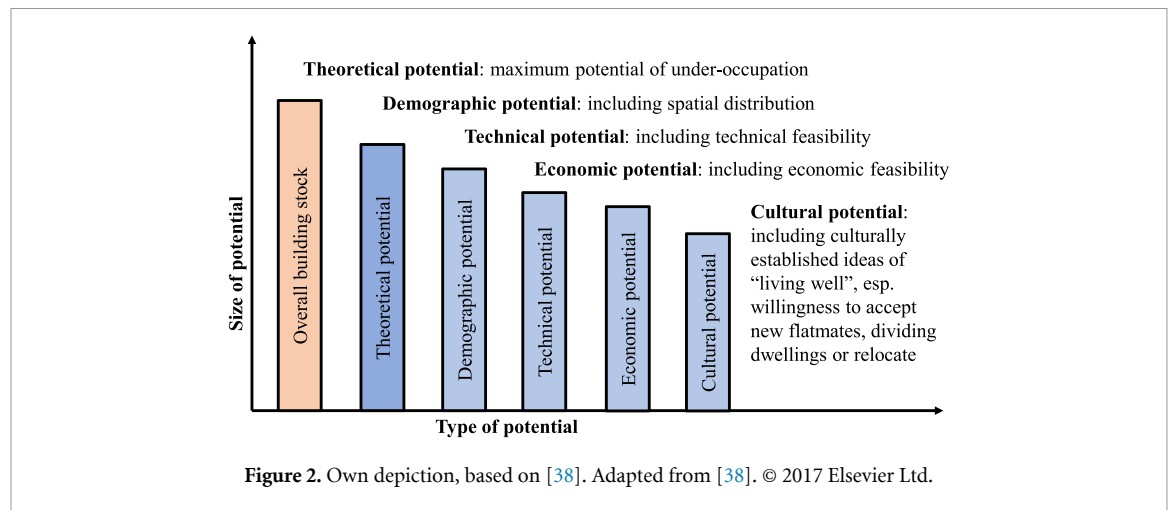 Theoretical potential: maximum potential of under-occupation
Demographic potential: including spatial distribution
Technical potential: including technical feasibility
Economic potential: including economic feasibility
Cultural potential:
including culturally
established ideas of
“living well”, esp.
willingness to accept
new flatmates, dividing
dwellings or relocate
Size of potential
Overall building stock
Theoretical potential
Demographic potential
Technical potential
Economic potential
Cultural potential
Type of potential
Figure 2. Own depiction, based on [38]. Adapted from [38]. © 2017 Elsevier Ltd.